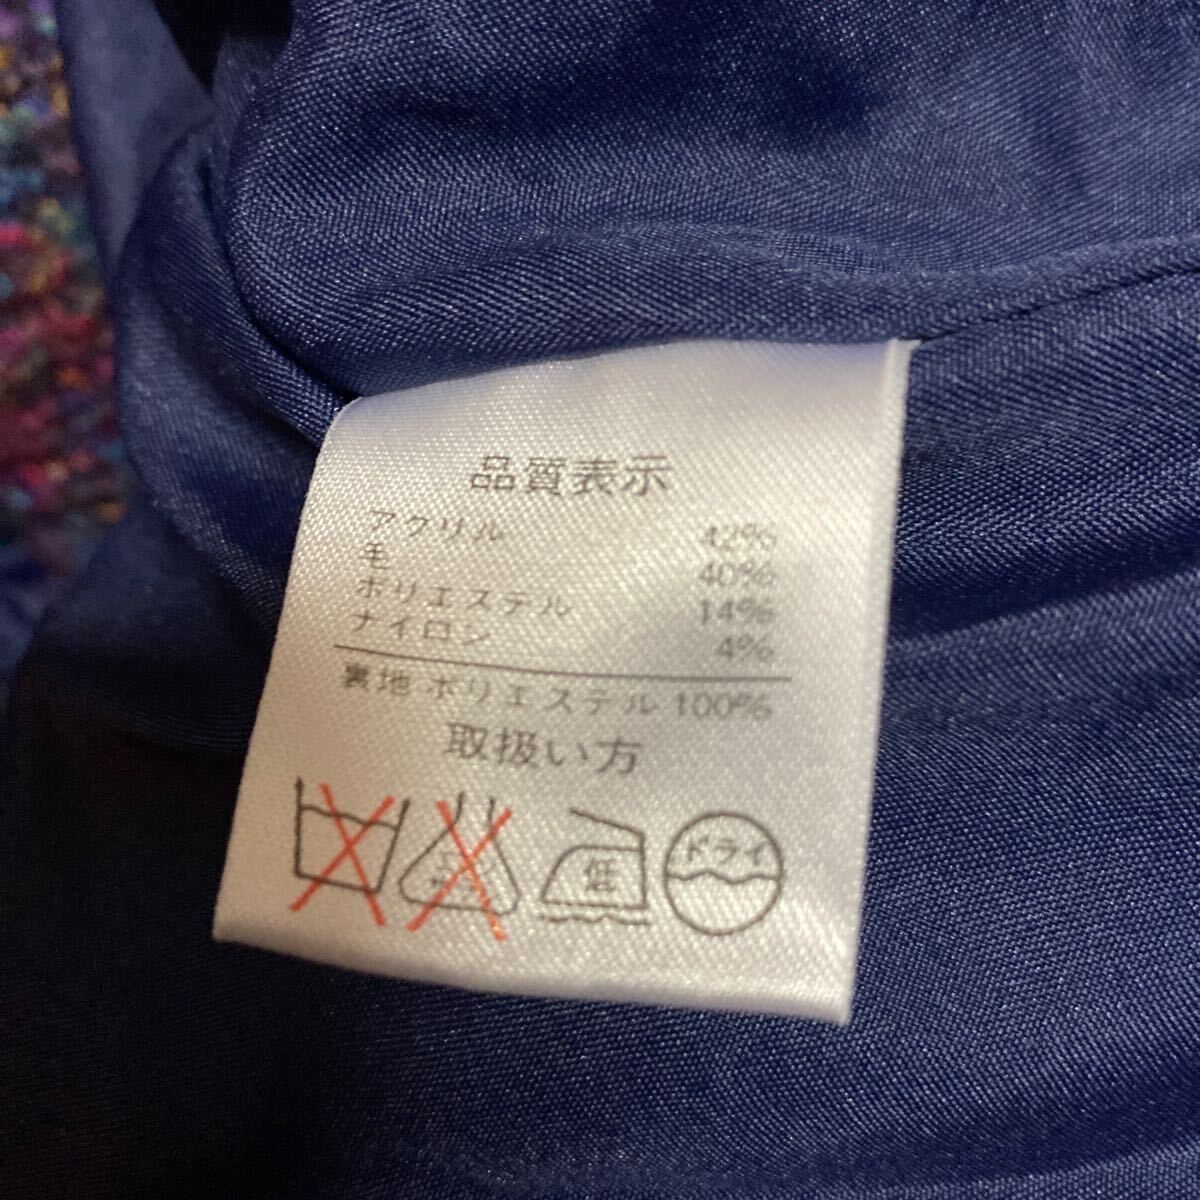 品質表示
アクリル 42%
毛 40%
ポリエステル 14%
ナイロン 4%
裏地 ポリエステル 100%
取扱い方
低
ドライ